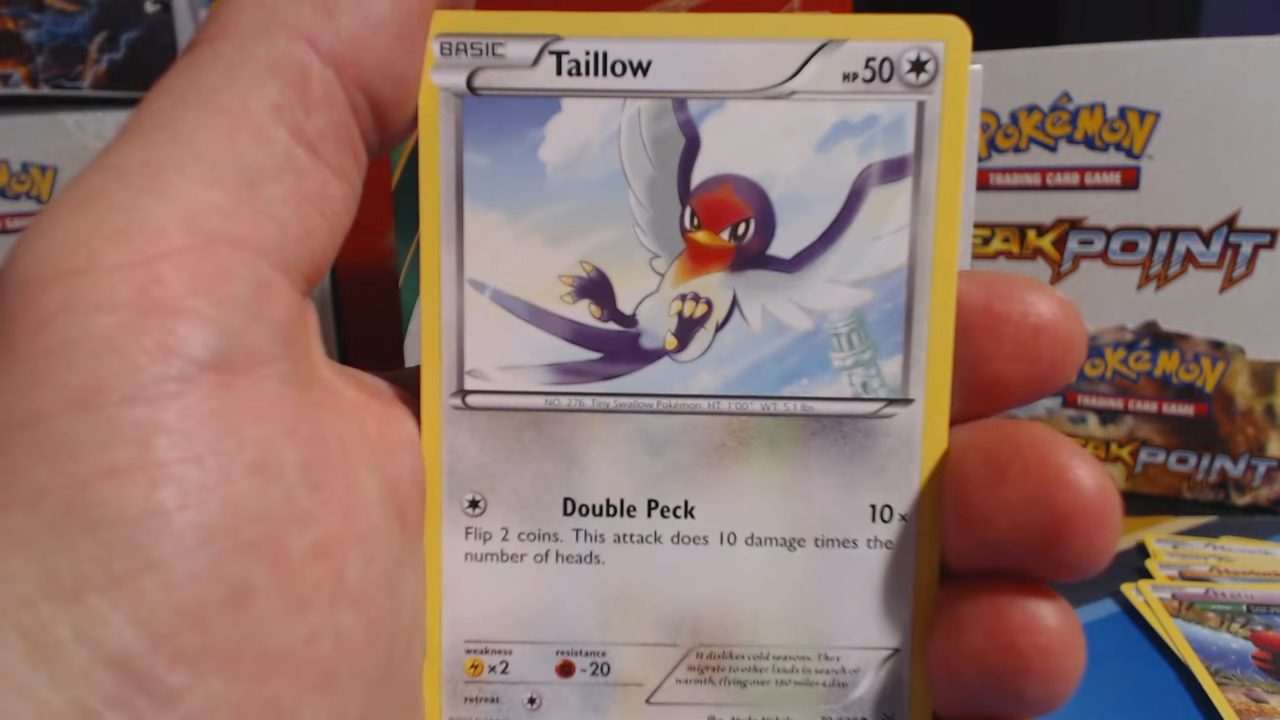 BASIC Taillow HP 50
NO. 276 Tiny Swallow Pokémon HT: 1'00" WT: 5.1 lbs.
Double Peck 10x
Flip 2 coins. This attack does 10 damage times the
number of heads.
weakness resistance
×2 -20
retreat
It dislikes cold seasons. They
migrate to other lands in search of
warmth, flying over 180 miles a day.
POKéMON
TRADING CARD GAME
EAKPOINT
POKéMON
TRADING CARD GAME
AKPOINT
MON